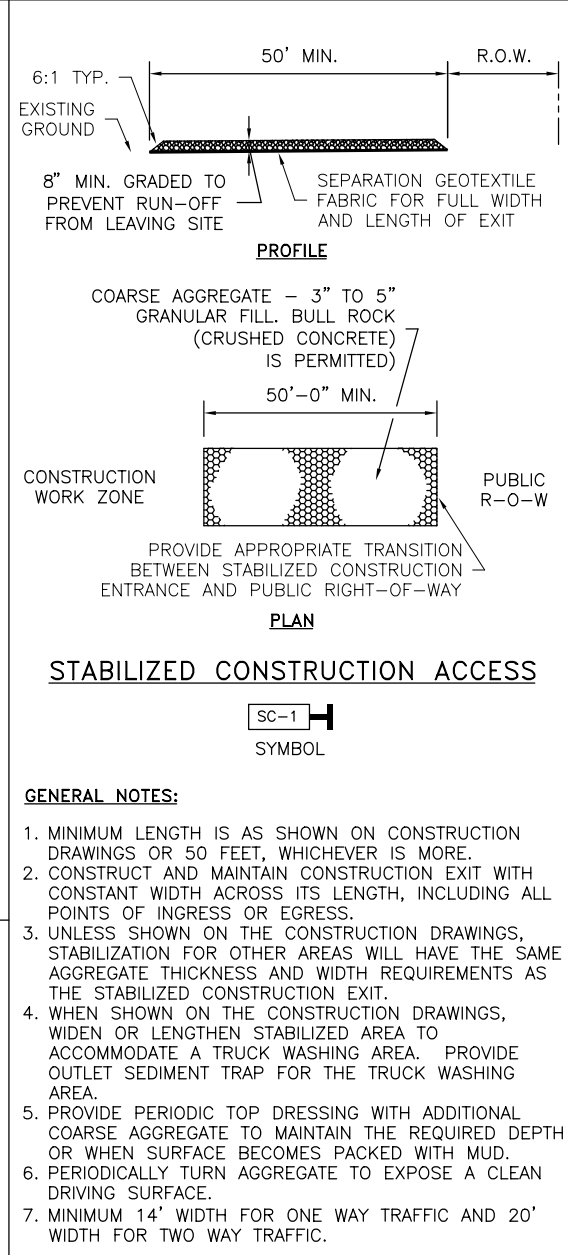 50' MIN.
R.O.W.
6:1 TYP.
EXISTING
GROUND
8" MIN. GRADED TO
PREVENT RUN-OFF
FROM LEAVING SITE
SEPARATION GEOTEXTILE
FABRIC FOR FULL WIDTH
AND LENGTH OF EXIT
PROFILE
COARSE AGGREGATE - 3" TO 5"
GRANULAR FILL. BULL ROCK
(CRUSHED CONCRETE)
IS PERMITTED)
50'-0" MIN.
CONSTRUCTION
WORK ZONE
PUBLIC
R-O-W
PROVIDE APPROPRIATE TRANSITION
BETWEEN STABILIZED CONSTRUCTION
ENTRANCE AND PUBLIC RIGHT-OF-WAY
PLAN
STABILIZED CONSTRUCTION ACCESS
SC-1
SYMBOL
GENERAL NOTES:
1. MINIMUM LENGTH IS AS SHOWN ON CONSTRUCTION
DRAWINGS OR 50 FEET, WHICHEVER IS MORE.
2. CONSTRUCT AND MAINTAIN CONSTRUCTION EXIT WITH
CONSTANT WIDTH ACROSS ITS LENGTH, INCLUDING ALL
POINTS OF INGRESS OR EGRESS.
3. UNLESS SHOWN ON THE CONSTRUCTION DRAWINGS,
STABILIZATION FOR OTHER AREAS WILL HAVE THE SAME
AGGREGATE THICKNESS AND WIDTH REQUIREMENTS AS
THE STABILIZED CONSTRUCTION EXIT.
4. WHEN SHOWN ON THE CONSTRUCTION DRAWINGS,
WIDEN OR LENGTHEN STABILIZED AREA TO
ACCOMMODATE A TRUCK WASHING AREA. PROVIDE
OUTLET SEDIMENT TRAP FOR THE TRUCK WASHING
AREA.
5. PROVIDE PERIODIC TOP DRESSING WITH ADDITIONAL
COARSE AGGREGATE TO MAINTAIN THE REQUIRED DEPTH
OR WHEN SURFACE BECOMES PACKED WITH MUD.
6. PERIODICALLY TURN AGGREGATE TO EXPOSE A CLEAN
DRIVING SURFACE.
7. MINIMUM 14' WIDTH FOR ONE WAY TRAFFIC AND 20'
WIDTH FOR TWO WAY TRAFFIC.